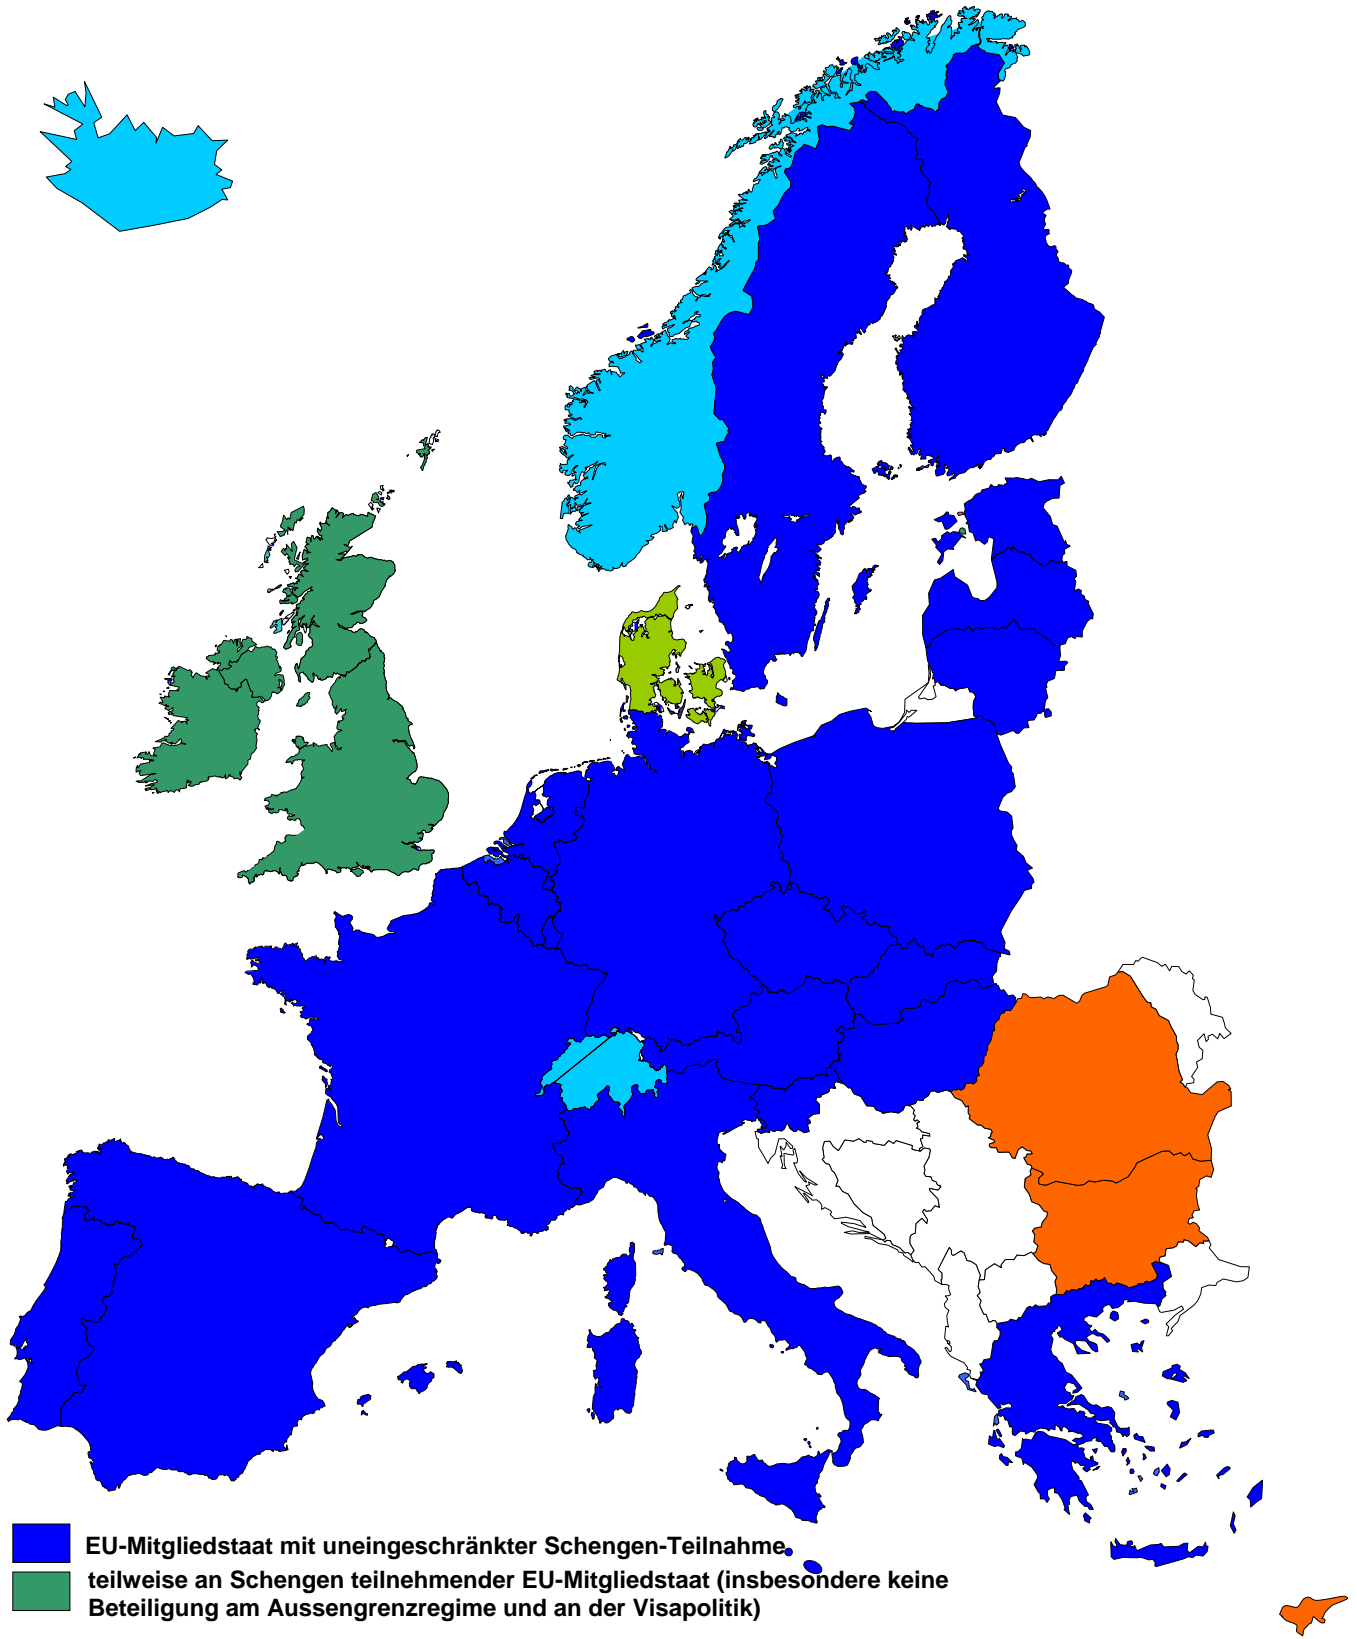 EU-Mitgliedstaat mit uneingeschränkter Schengen-Teilnahme
teilweise an Schengen teilnehmender EU-Mitgliedstaat (insbesondere keine
Beteiligung am Aussengrenzregime und an der Visapolitik)